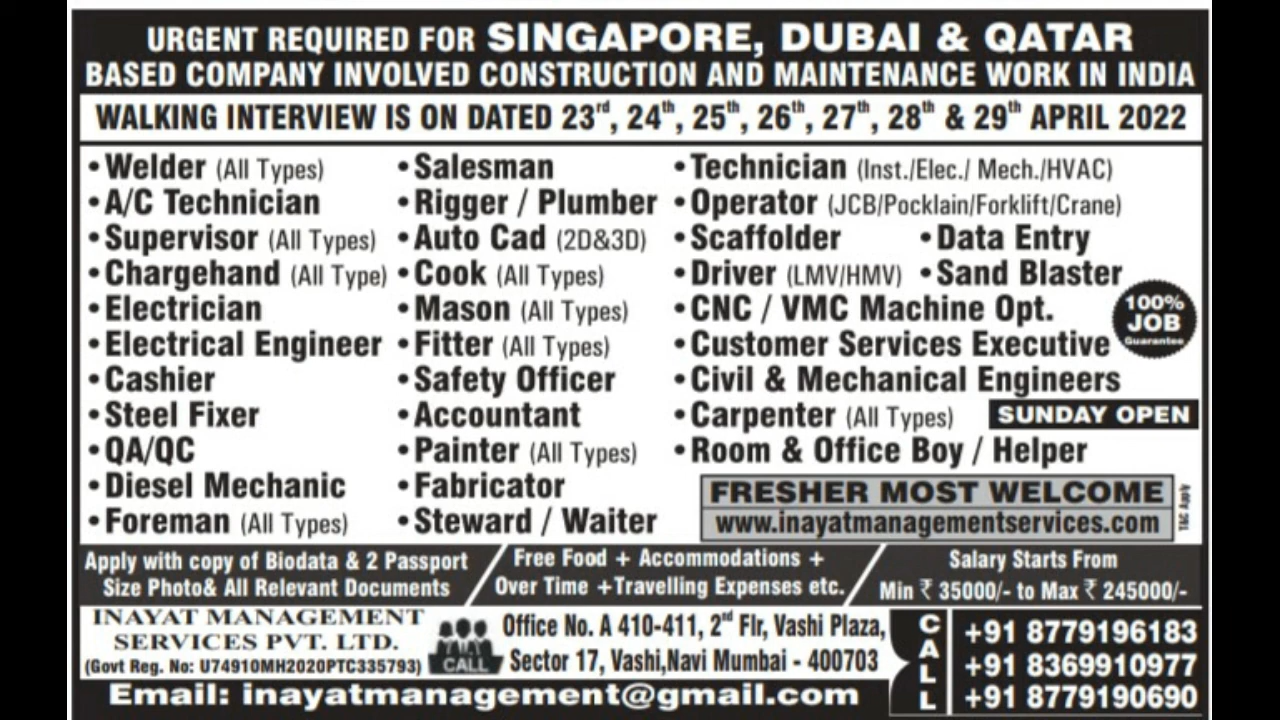 URGENT REQUIRED FOR SINGAPORE, DUBAI & QATAR
BASED COMPANY INVOLVED CONSTRUCTION AND MAINTENANCE WORK IN INDIA
WALKING INTERVIEW IS ON DATED 23rd, 24th, 25th, 26th, 27th, 28th & 29th APRIL 2022
• Welder (All Types)
• A/C Technician
• Supervisor (All Types)
• Chargehand (All Type)
• Electrician
• Electrical Engineer
• Cashier
• Steel Fixer
• QA/QC
• Diesel Mechanic
• Foreman (All Types)
• Salesman
• Rigger / Plumber
• Auto Cad (2D&3D)
• Cook (All Types)
• Mason (All Types)
• Fitter (All Types)
• Safety Officer
• Accountant
• Painter (All Types)
• Fabricator
• Steward / Waiter
• Technician (Inst./Elec./ Mech./HVAC)
• Operator (JCB/Pocklain/Forklift/Crane)
• Scaffolder • Data Entry
• Driver (LMV/HMV) • Sand Blaster
• CNC / VMC Machine Opt.
• Customer Services Executive
• Civil & Mechanical Engineers
• Carpenter (All Types)
• Room & Office Boy / Helper
100%
JOB
Guarantee
SUNDAY OPEN
FRESHER MOST WELCOME
www.inayatmanagementservices.com
T&C Apply
Apply with copy of Biodata & 2 Passport
Size Photo& All Relevant Documents
Free Food + Accommodations +
Over Time +Travelling Expenses etc.
Salary Starts From
Min ₹ 35000/- to Max ₹ 245000/-
INAYAT MANAGEMENT
SERVICES PVT. LTD.
(Govt Reg. No: U74910MH2020PTC335793)
CALL
Office No. A 410-411, 2nd Flr, Vashi Plaza,
Sector 17, Vashi,Navi Mumbai - 400703
Email: inayatmanagement@gmail.com
CALL
+91 8779196183
+91 8369910977
+91 8779190690